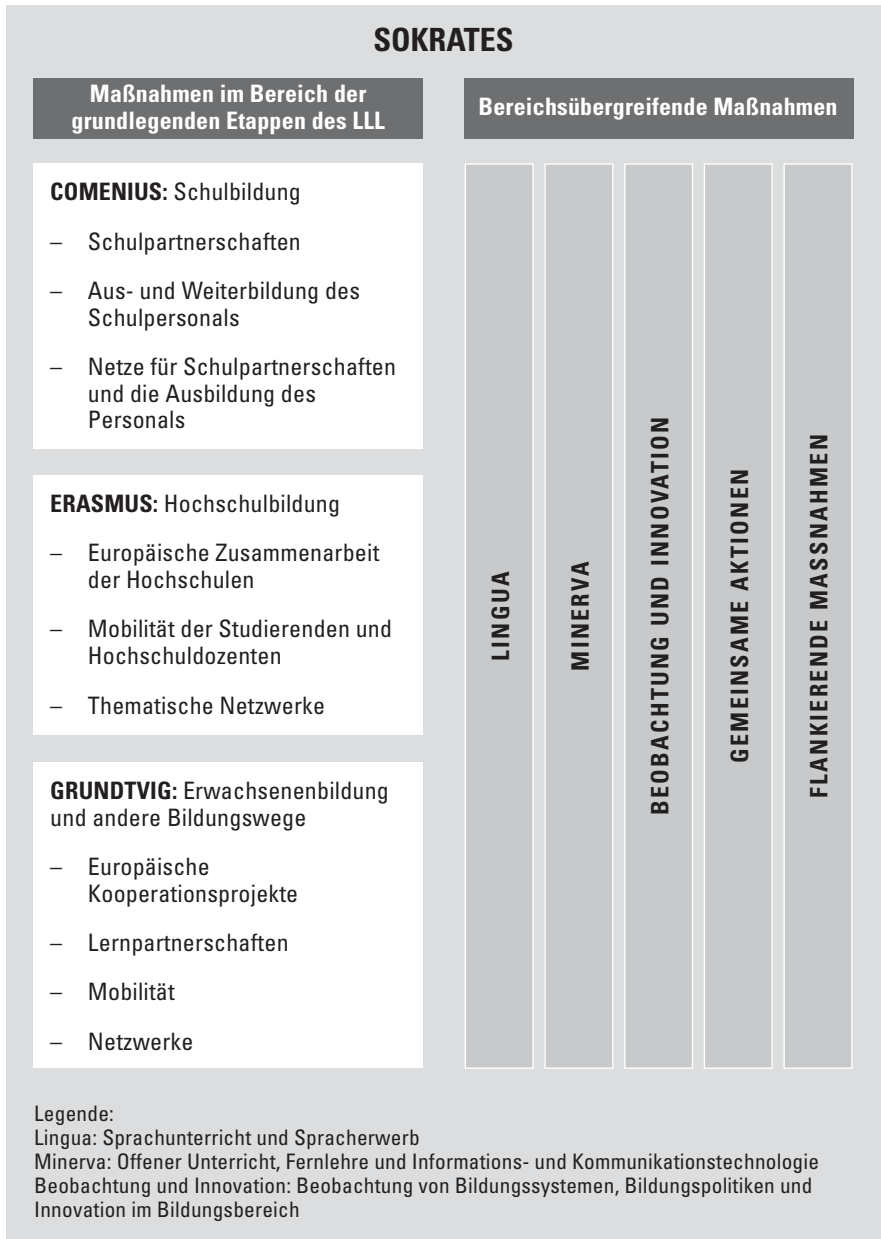 SOKRATES
Maßnahmen im Bereich der
grundlegenden Etappen des LLL
COMENIUS: Schulbildung
– Schulpartnerschaften
– Aus- und Weiterbildung des
Schulpersonals
– Netze für Schulpartnerschaften
und die Ausbildung des
Personals
ERASMUS: Hochschulbildung
– Europäische Zusammenarbeit
der Hochschulen
– Mobilität der Studierenden und
Hochschuldozenten
– Thematische Netzwerke
GRUNDTVIG: Erwachsenenbildung
und andere Bildungswege
– Europäische
Kooperationsprojekte
– Lernpartnerschaften
– Mobilität
– Netzwerke
Bereichsübergreifende Maßnahmen
LINGUA
MINERVA
BEOBACHTUNG UND INNOVATION
GEMEINSAME AKTIONEN
FLANKIERENDE MASSNAHMEN
Legende:
Lingua: Sprachunterricht und Spracherwerb
Minerva: Offener Unterricht, Fernlehre und Informations- und Kommunikationstechnologie
Beobachtung und Innovation: Beobachtung von Bildungssystemen, Bildungspolitiken und
Innovation im Bildungsbereich